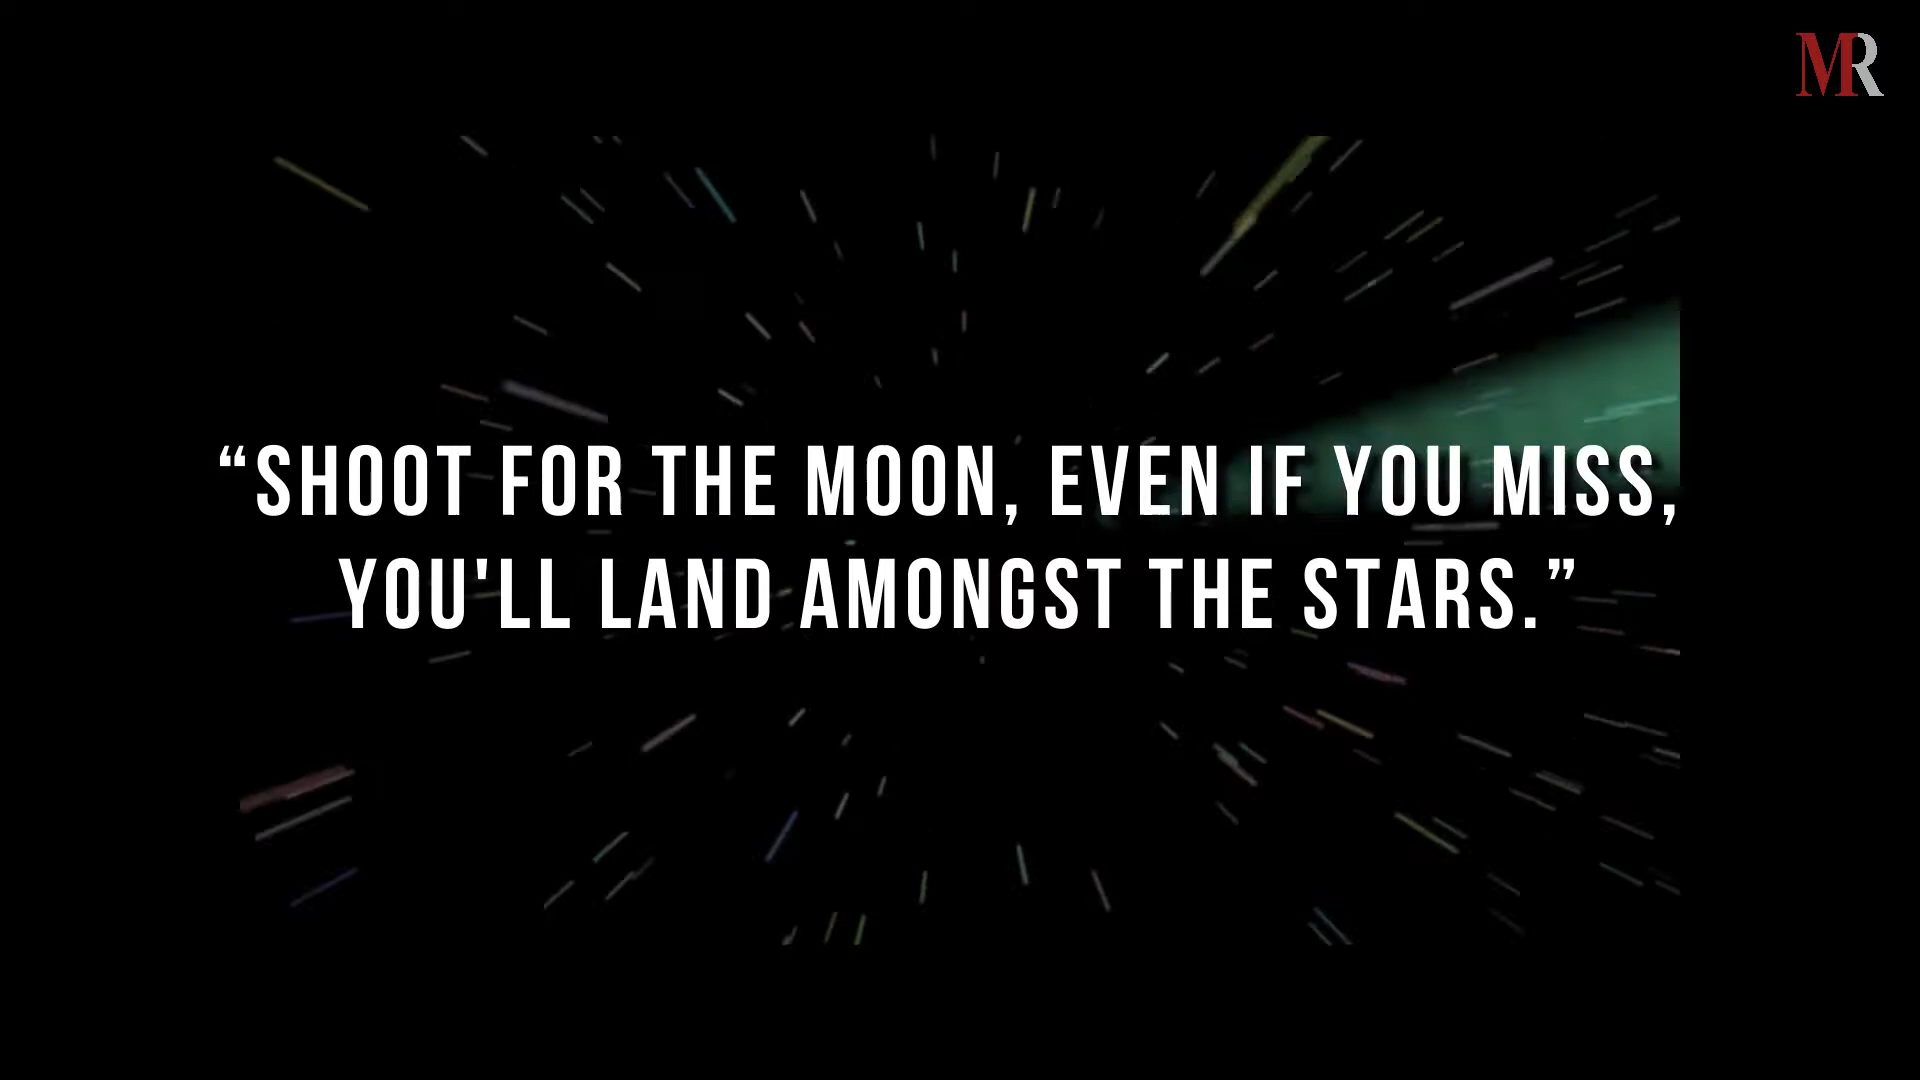 MR
“SHOOT FOR THE MOON, EVEN IF YOU MISS,
YOU'LL LAND AMONGST THE STARS.”